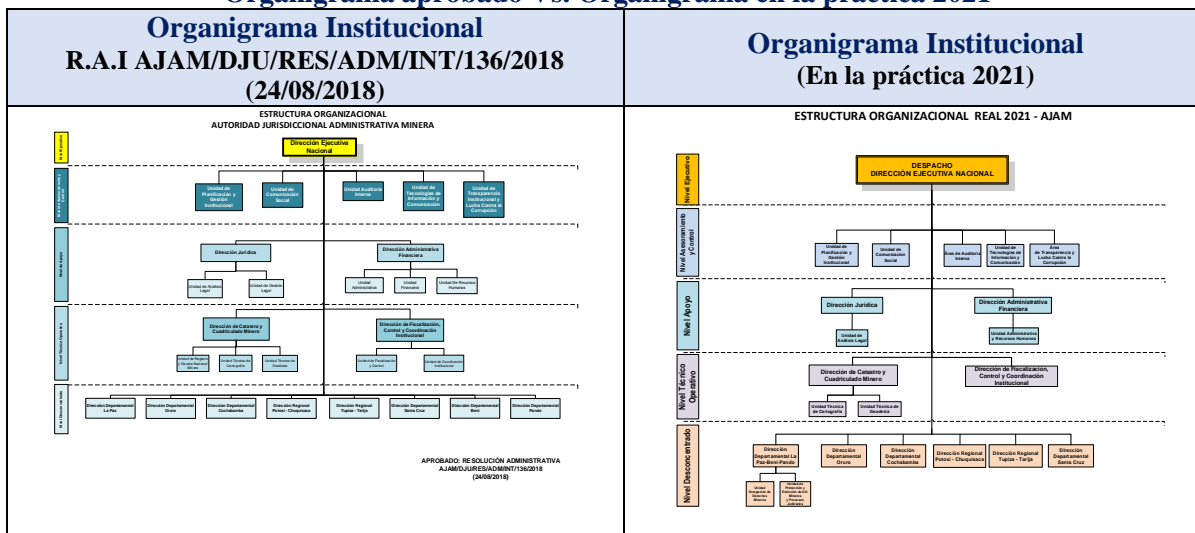 Organigrama aprobado Vs. Organigrama en la práctica 2021
Organigrama Institucional
R.A.I AJAM/DJU/RES/ADM/INT/136/2018
(24/08/2018)
ESTRUCTURA ORGANIZACIONAL
AUTORIDAD JURISDICCIONAL ADMINISTRATIVA MINERA
Dirección Ejecutiva
Nacional
Unidad de
Planificación y
Gestión
Institucional
Unidad de
Comunicación
Social
Unidad Auditoria
Interna
Unidad de
Tecnologías de
Información y
Comunicación
Unidad de
Transparencia
Institucional y
Lucha Contra la
Corrupción
Nivel de Apoyo
Dirección Jurídica
Dirección Administrativa
Financiera
Unidad de Análisis
Legal
Unidad de Gestión
Legal
Unidad
Administrativa
Unidad
Financiera
Unidad De Recursos
Humanos
Nivel Técnico Operativo
Dirección de Catastro y
Cuadriculado Minero
Dirección de Fiscalización,
Control y Coordinación
Institucional
Unidad Técnica de
Cartografía
Unidad Técnica de
Geodesia
Unidad de Fiscalización
y Control
Unidad de Coordinación
Institucional
Nivel Desconcentrado
Dirección Departamental
La Paz
Dirección Departamental
Oruro
Dirección Departamental
Cochabamba
Dirección Regional
Potosí - Chuquisaca
Dirección Regional
Tupiza - Tarija
Dirección Departamental
Santa Cruz
Dirección Departamental
Beni
Dirección Departamental
Pando
APROBADO: RESOLUCIÓN ADMINISTRATIVA
AJAM/DJU/RES/ADM/INT/136/2018
(24/08/2018)
Organigrama Institucional
(En la práctica 2021)
ESTRUCTURA ORGANIZACIONAL REAL 2021 - AJAM
Nivel Ejecutivo
DESPACHO
DIRECCIÓN EJECUTIVA NACIONAL
Nivel Asesoramiento
y Control
Unidad de
Planificación y
Gestión
Institucional
Unidad de
Comunicación
Social
Área de Auditoría
Interna
Unidad de
Tecnologías de
Información y
Comunicación
Área
de Transparencia y
Lucha Contra la
Corrupción
Nivel Apoyo
Dirección Jurídica
Dirección Administrativa
Financiera
Unidad de
Análisis Legal
Unidad Administrativa
y Recursos Humanos
Nivel Técnico
Operativo
Dirección de Catastro y
Cuadriculado Minero
Dirección de Fiscalización,
Control y Coordinación
Institucional
Unidad Técnica
de Cartografía
Unidad Técnica de
Geodesia
Nivel Desconcentrado
Dirección
Departamental La
Paz-Beni-Pando
Dirección
Departamental
Oruro
Dirección
Departamental
Cochabamba
Dirección Regional
Potosí - Chuquisaca
Dirección Regional
Tupiza - Tarija
Dirección
Departamental
Santa Cruz